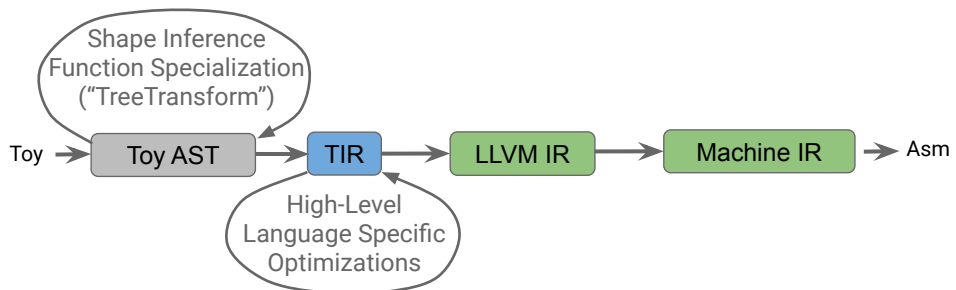 Shape Inference
Function Specialization
(“TreeTransform”)
Toy
Toy AST
TIR
LLVM IR
Machine IR
Asm
High-Level
Language Specific
Optimizations